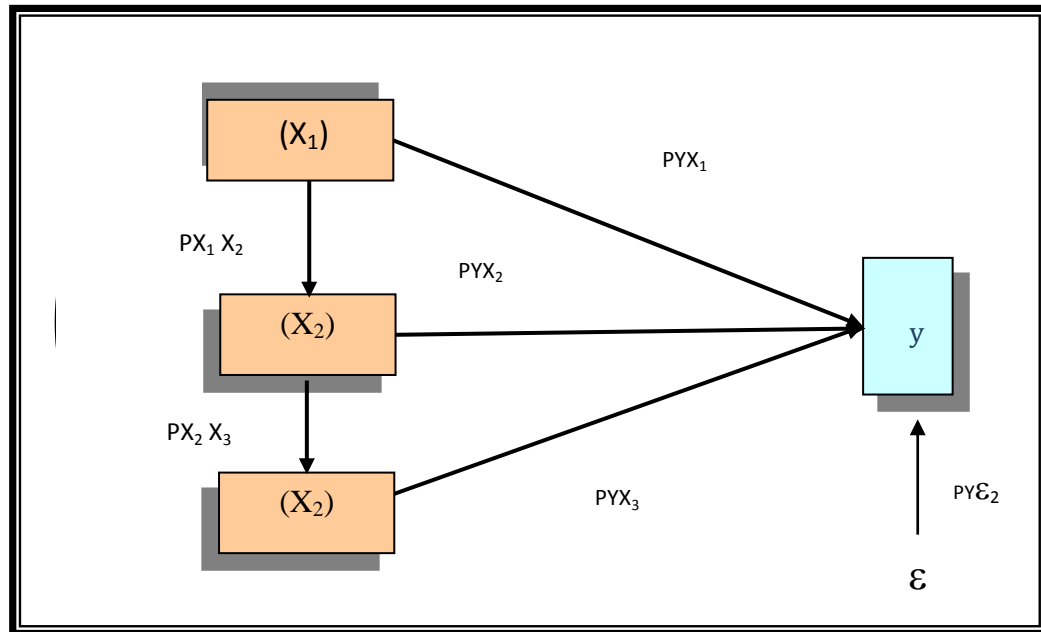 (X₁)
PYX₁
PX₁ X₂
PYX₂
(X₂)
y
PX₂ X₃
(X₂)
PYX₃
PYε₂
ε